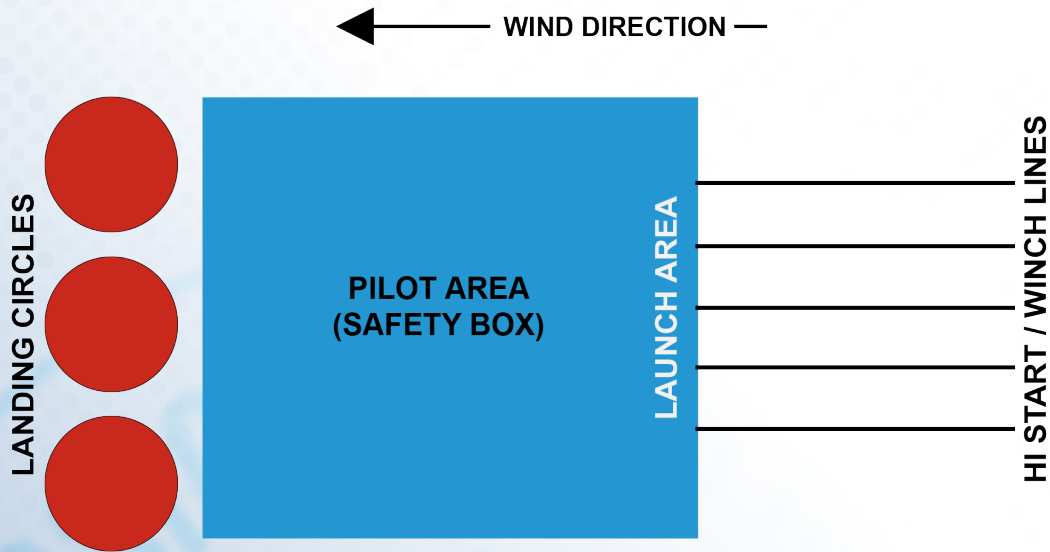 WIND DIRECTION
LANDING CIRCLES
PILOT AREA
(SAFETY BOX)
LAUNCH AREA
HI START / WINCH LINES